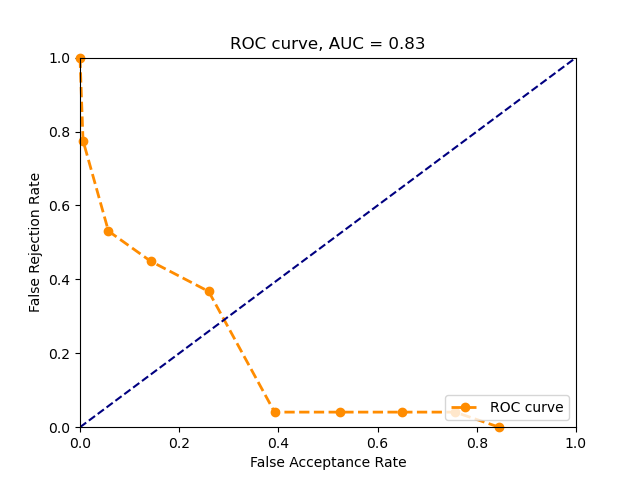 ROC curve, AUC = 0.83
1.0
0.8
0.6
0.4
0.2
0.0
False Rejection Rate
ROC curve
0.0 0.2 0.4 0.6 0.8 1.0
False Acceptance Rate